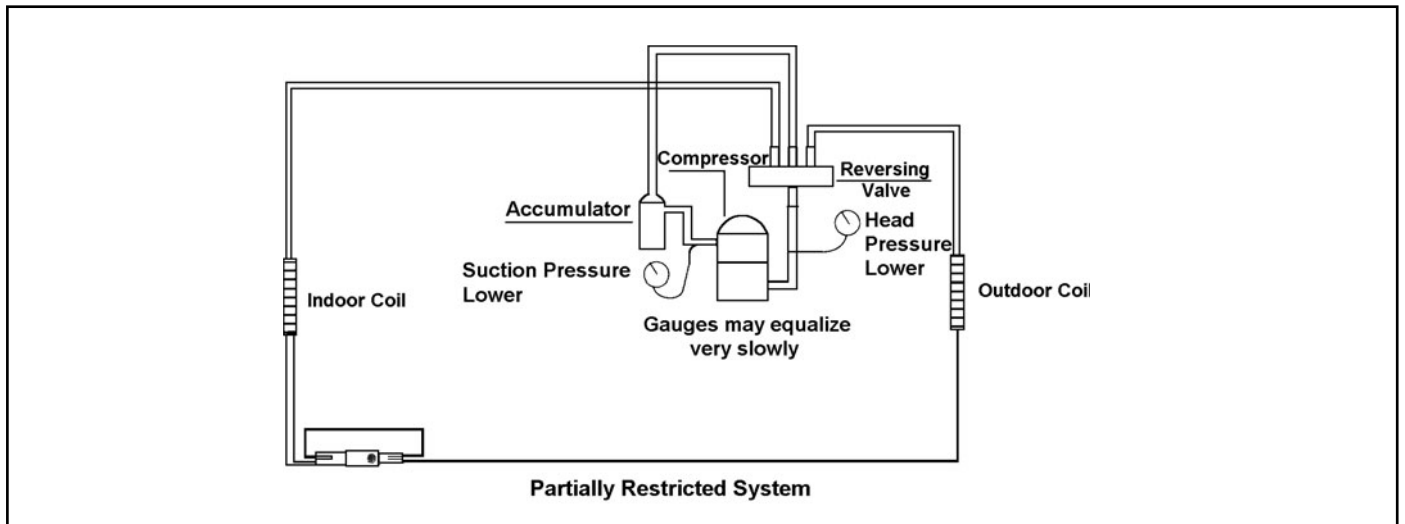 Compressor
Reversing
Valve
Accumulator
Head
Pressure
Lower
Suction Pressure
Lower
Indoor Coil
Outdoor Coil
Gauges may equalize
very slowly
Partially Restricted System